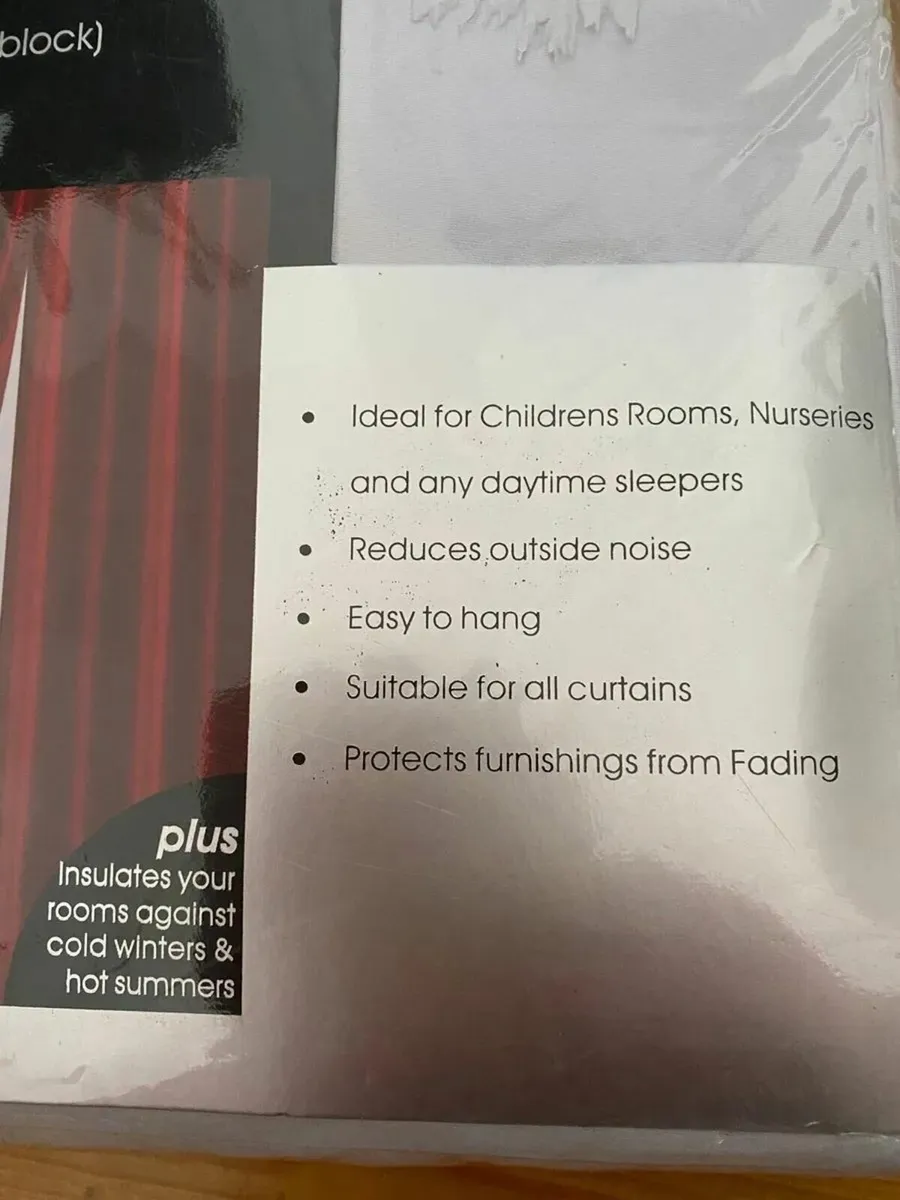 block)
• Ideal for Childrens Rooms, Nurseries
and any daytime sleepers
• Reduces outside noise
• Easy to hang
• Suitable for all curtains
• Protects furnishings from Fading
plus
Insulates your
rooms against
cold winters &
hot summers